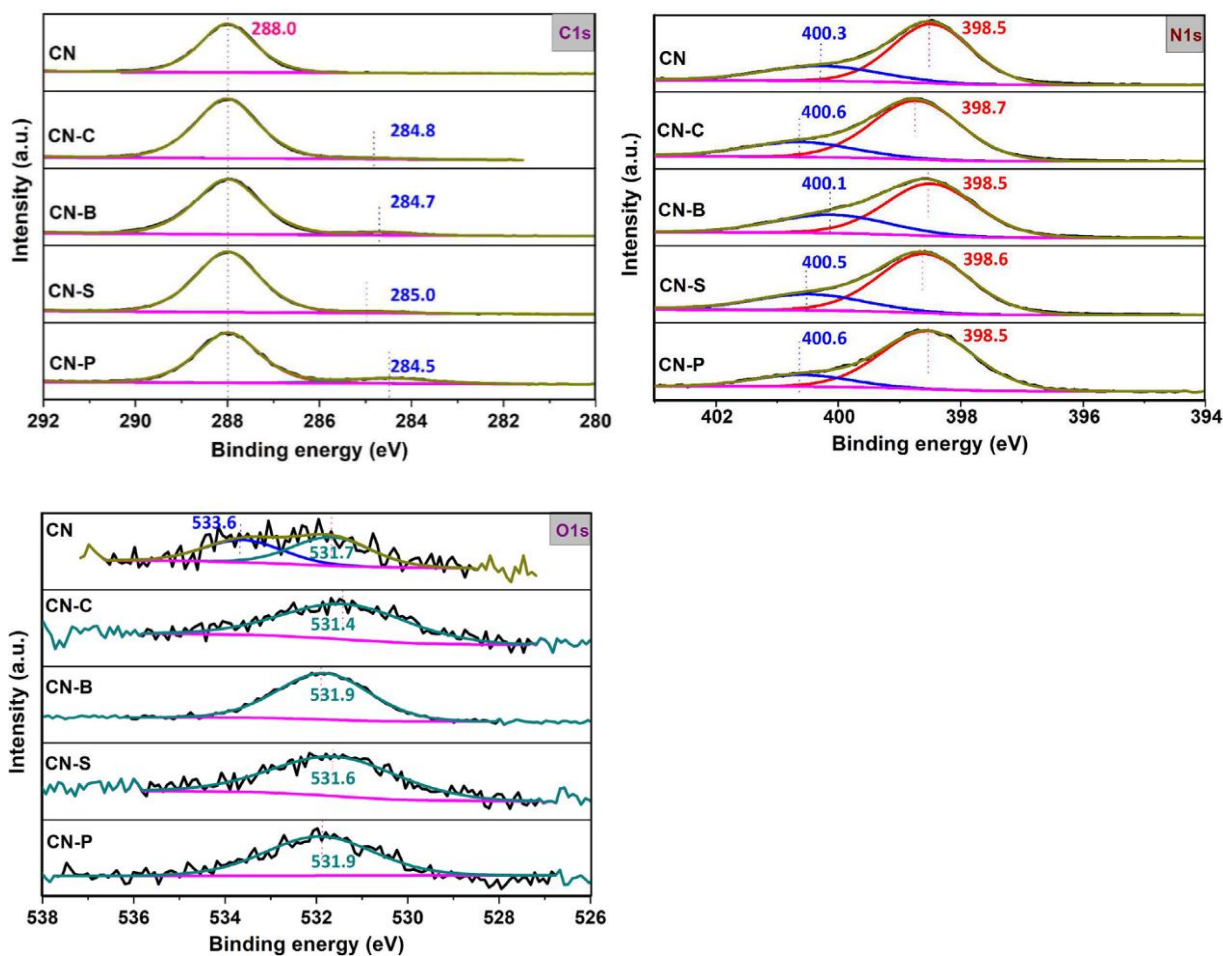 C1s
288.0
CN
CN-C
284.8
CN-B
284.7
CN-S
285.0
CN-P
284.5
Intensity (a.u.)
292 290 288 286 284 282 280
Binding energy (eV)
N1s
CN
400.3 398.5
CN-C
400.6 398.7
CN-B
400.1 398.5
CN-S
400.5 398.6
CN-P
400.6 398.5
Intensity (a.u.)
402 400 398 396 394
Binding energy (eV)
O1s
CN
533.6
531.7
CN-C
531.4
CN-B
531.9
CN-S
531.6
CN-P
531.9
Intensity (a.u.)
538 536 534 532 530 528 526
Binding energy (eV)